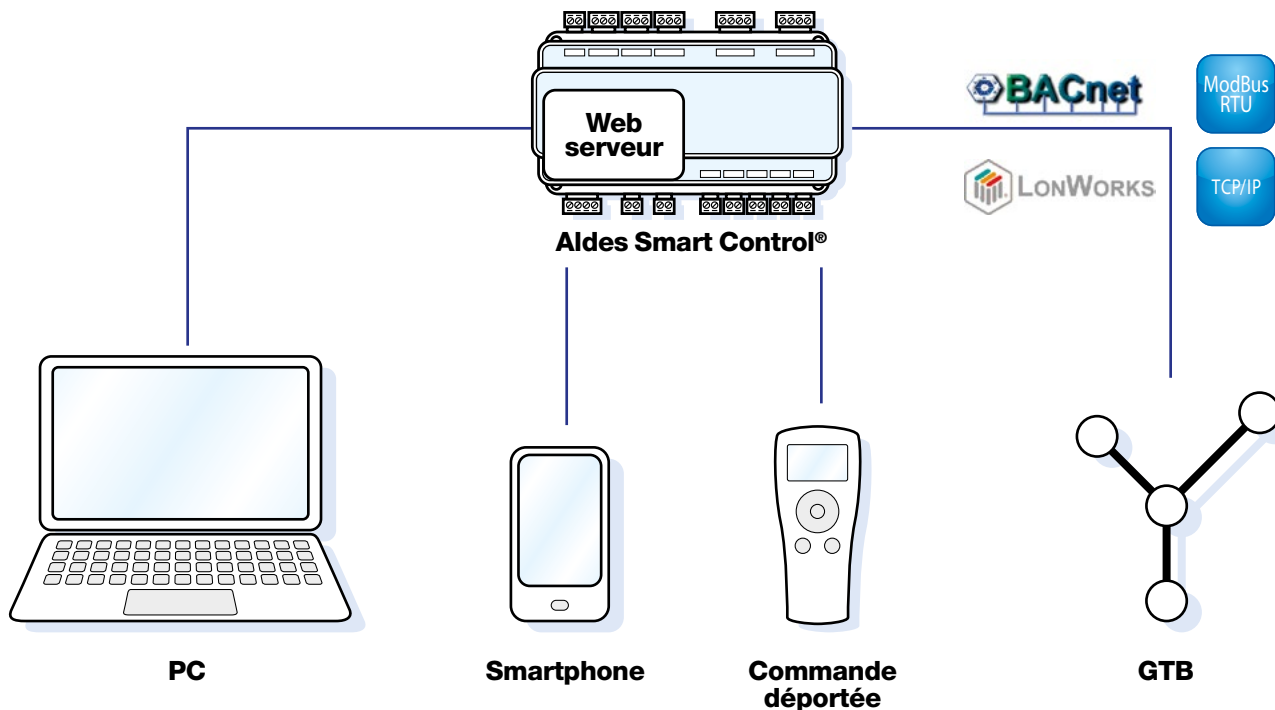 Web
serveur
BACnet
ModBus
RTU
LONWORKS
TCP/IP
Aldes Smart Control®
PC
Smartphone
Commande
déportée
GTB